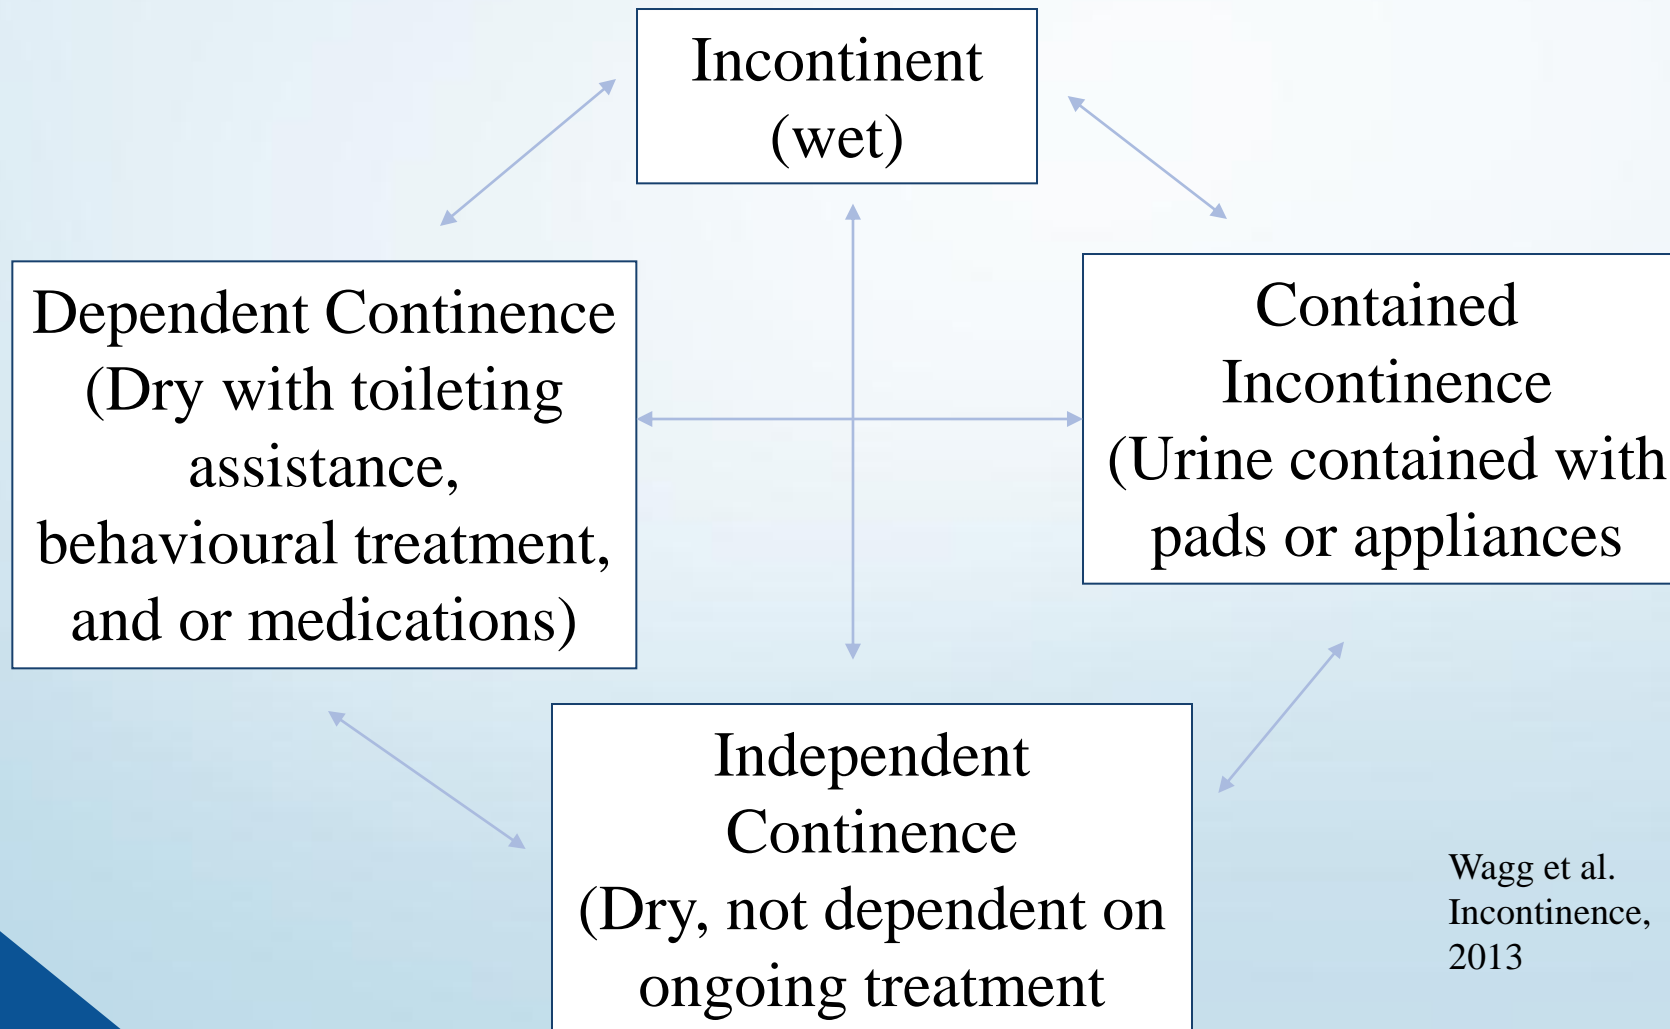 Incontinent
(wet)
Dependent Continence
(Dry with toileting
assistance,
behavioural treatment,
and or medications)
Contained
Incontinence
(Urine contained with
pads or appliances
Independent
Continence
(Dry, not dependent on
ongoing treatment
Wagg et al.
Incontinence,
2013